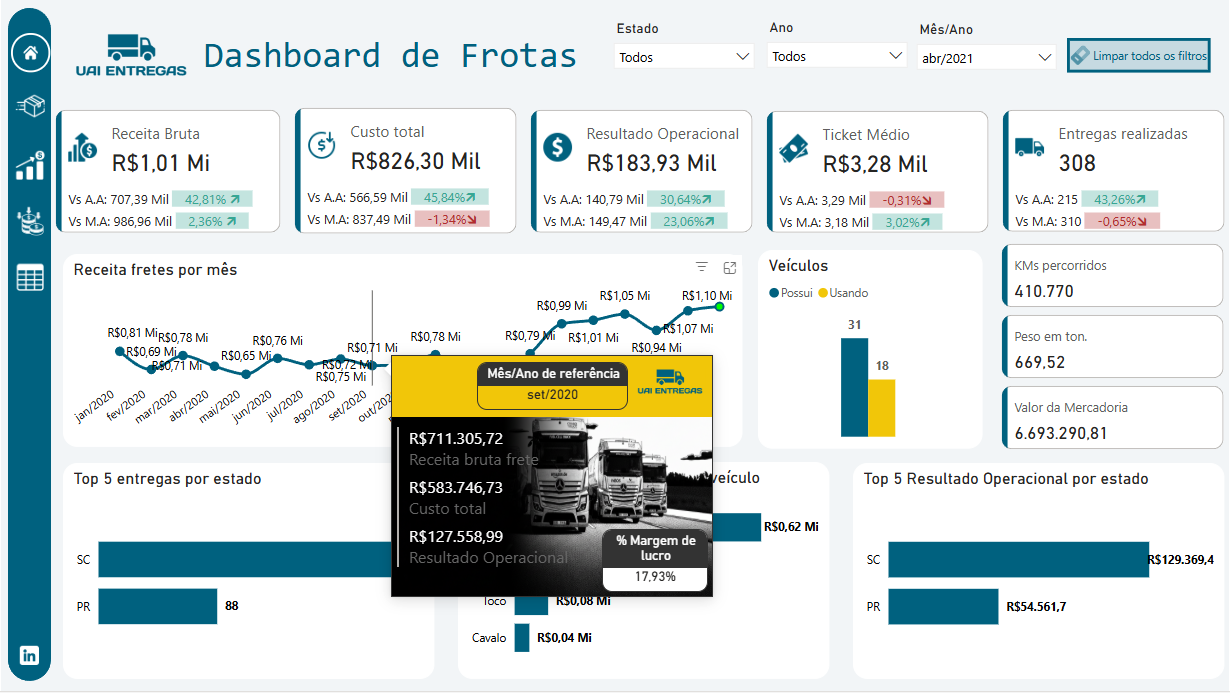 UAI ENTREGAS
Dashboard de Frotas
Estado
Todos
Ano
Todos
Mês/Ano
abr/2021
Limpar todos os filtros
Receita Bruta
R$1,01 Mi
Vs A.A: 707,39 Mil 42,81%
Vs M.A: 986,96 Mil 2,36%
Custo total
R$826,30 Mil
Vs A.A: 566,59 Mil 45,84%
Vs M.A: 837,49 Mil -1,34%
Resultado Operacional
R$183,93 Mil
Vs A.A: 140,79 Mil 30,64%
Vs M.A: 149,47 Mil 23,06%
Ticket Médio
R$3,28 Mil
Vs A.A: 3,29 Mil -0,31%
Vs M.A: 3,18 Mil 3,02%
Entregas realizadas
308
Vs A.A: 215 43,26%
Vs M.A: 310 -0,65%
Receita fretes por mês
R$0,81 Mi
R$0,69 Mi
R$0,78 Mi
R$0,71 Mi
R$0,65 Mi
R$0,76 Mi
R$0,72 Mi
R$0,75 Mi
R$0,71 Mi
R$0,78 Mi
R$0,79 Mi
R$0,99 Mi
R$1,01 Mi
R$1,05 Mi
R$0,94 Mi
R$1,07 Mi
R$1,10 Mi
jan/2020
fev/2020
mar/2020
abr/2020
mai/2020
jun/2020
jul/2020
ago/2020
set/2020
Veículos
Possui
Usando
31
18
KMs percorridos
410.770
Peso em ton.
669,52
Valor da Mercadoria
6.693.290,81
Mês/Ano de referência
set/2020
UAI ENTREGAS
R$711.305,72
Receita bruta frete
R$583.746,73
Custo total
R$127.558,99
Resultado Operacional
% Margem de
lucro
17,93%
Top 5 entregas por estado
SC
PR
88
veículo
R$0,62 Mi
Toco
R$0,08 Mi
Cavalo
R$0,04 Mi
Top 5 Resultado Operacional por estado
SC
R$129.369,4
PR
R$54.561,7
in